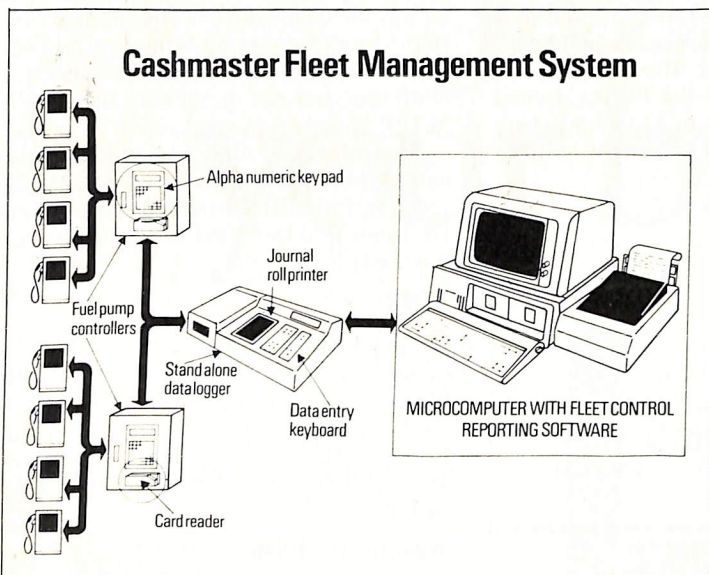 Cashmaster Fleet Management System
Alpha numeric key pad
Journal
roll printer
Fuel pump
controllers
Stand alone
data logger
Data entry
keyboard
Card reader
MICROCOMPUTER WITH FLEET CONTROL
REPORTING SOFTWARE